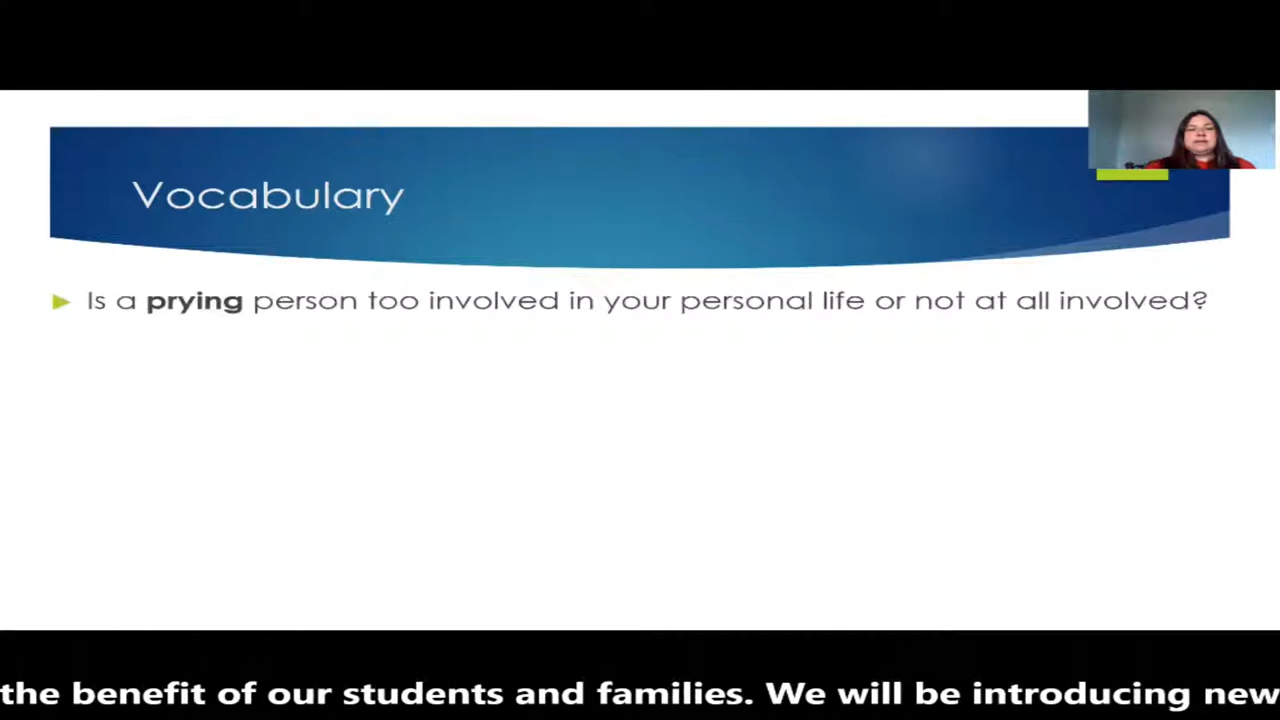 Vocabulary
Is a prying person too involved in your personal life or not at all involved?
the benefit of our students and families. We will be introducing new